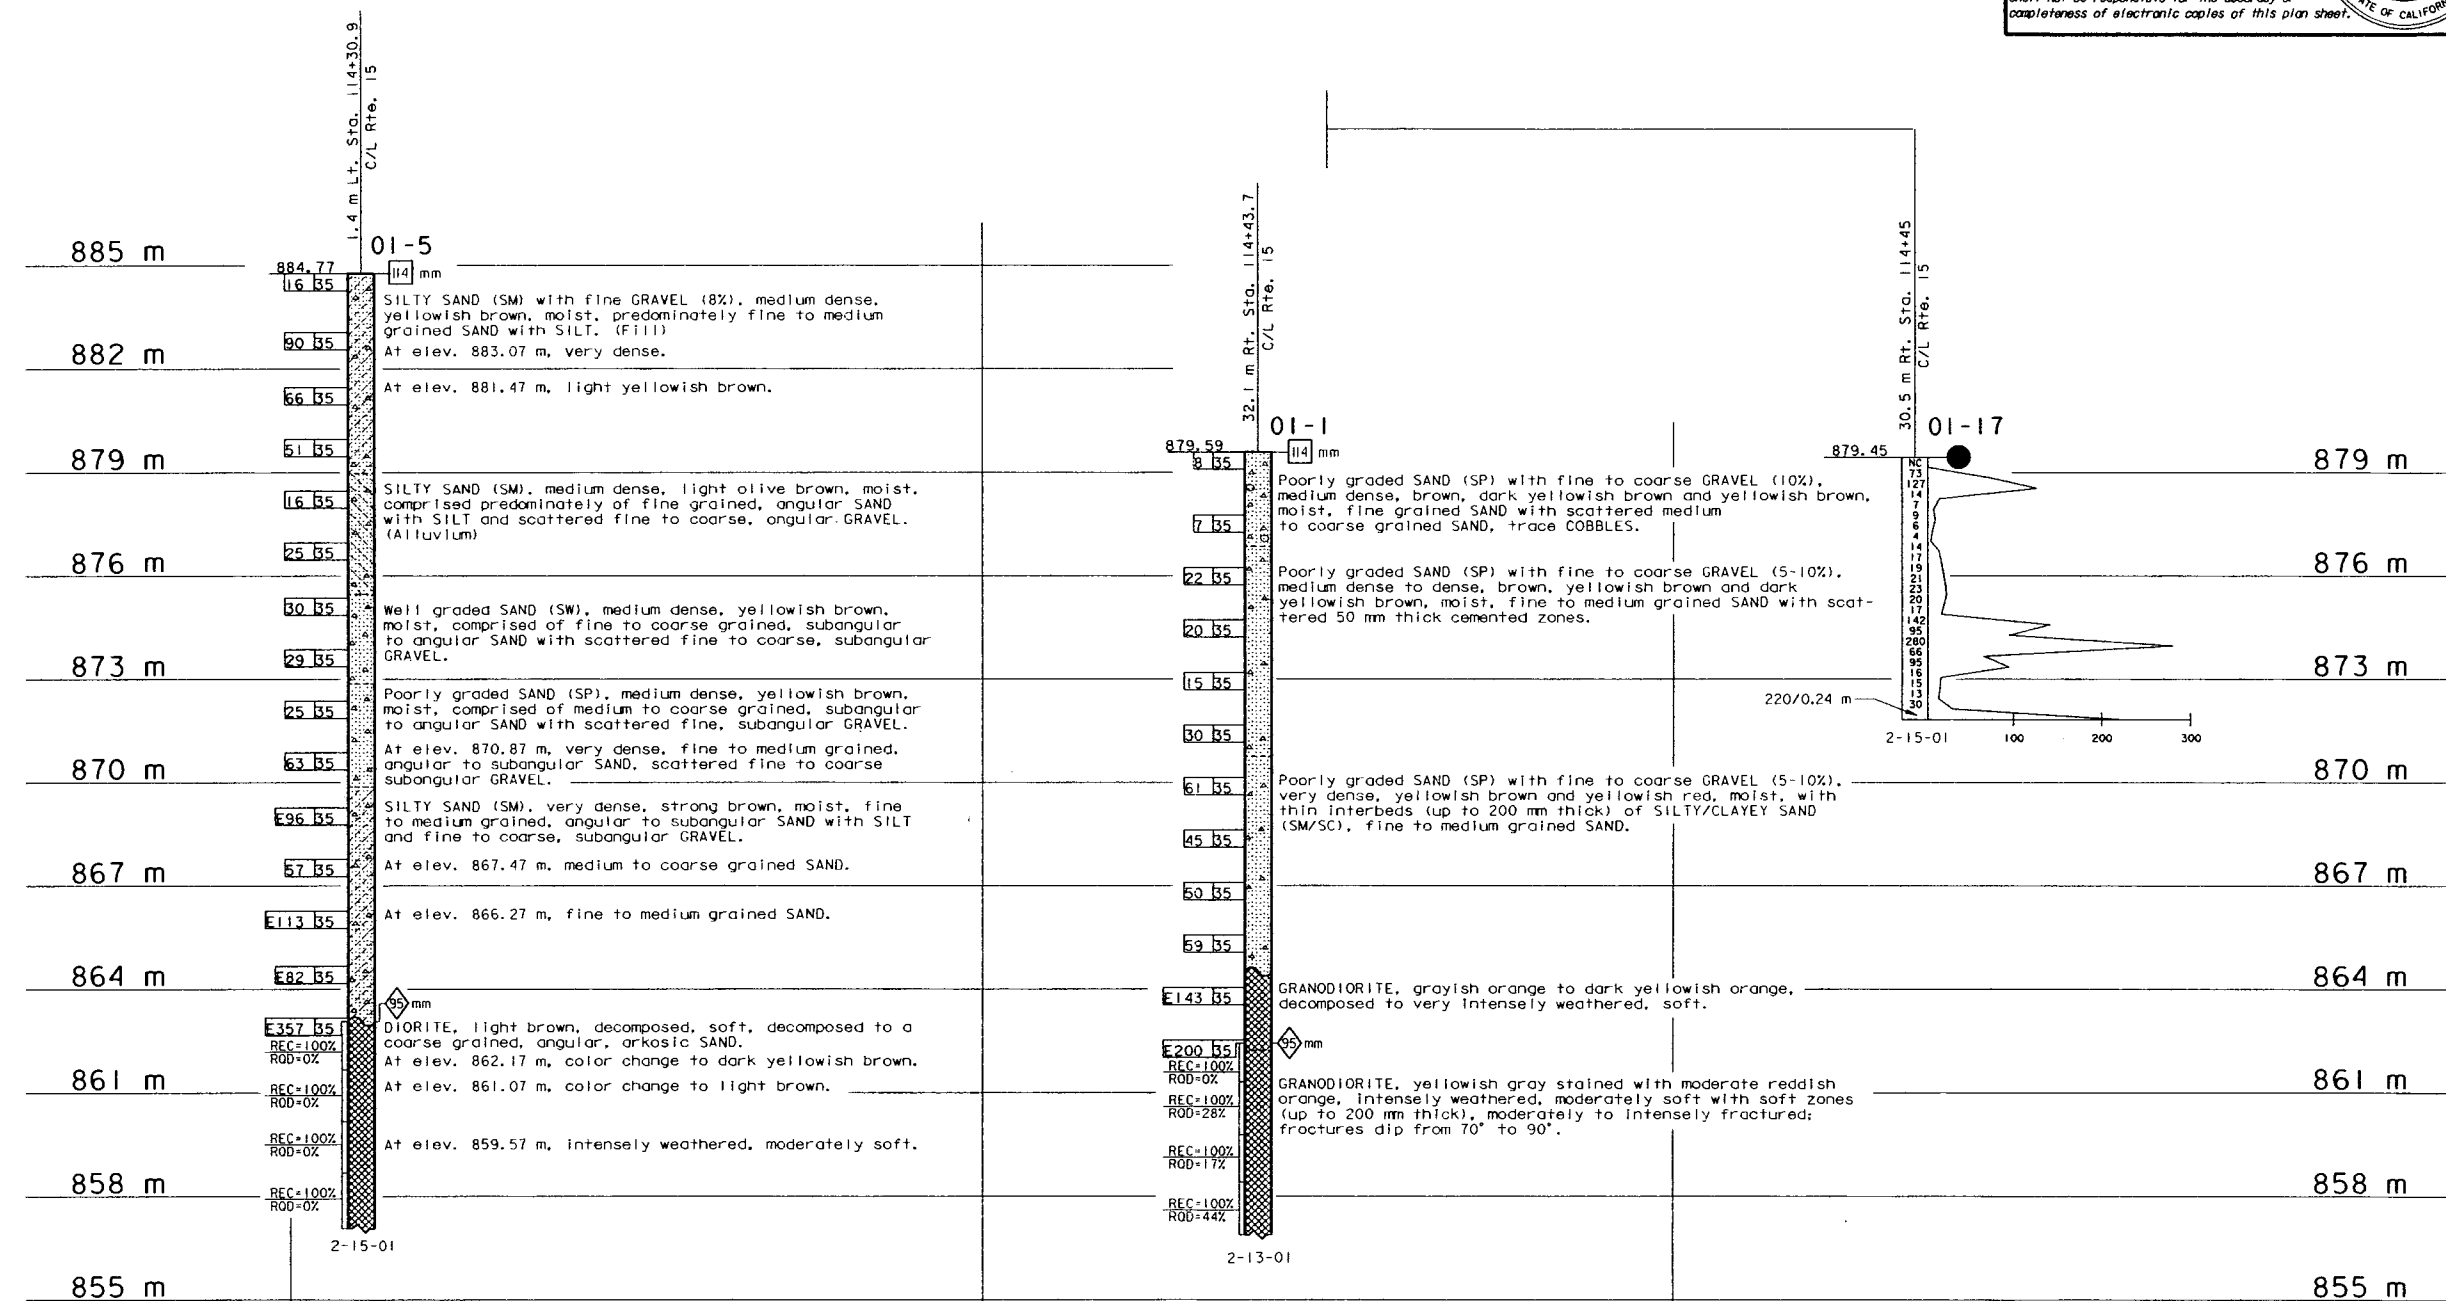 completeness of electronic copies of this plan sheet.
1.4 m Lt. Sta. 114+30.9
C/L Rte. 15
01-5
884.77
114 mm
16 35
SILTY SAND (SM) with fine GRAVEL (8%), medium dense,
yellowish brown, moist, predominately fine to medium
grained SAND with SILT. (Fill)
90 35
At elev. 883.07 m, very dense.
At elev. 881.47 m, light yellowish brown.
66 35
51 35
SILTY SAND (SM), medium dense, light olive brown, moist,
comprised predominately of fine grained, angular SAND
with SILT and scattered fine to coarse, angular GRAVEL.
(Alluvium)
16 35
25 35
30 35
Well graded SAND (SW), medium dense, yellowish brown,
moist, comprised of fine to coarse grained, subangular
to angular SAND with scattered fine to coarse, subangular
GRAVEL.
29 35
Poorly graded SAND (SP), medium dense, yellowish brown,
moist, comprised of medium to coarse grained, subangular
to angular SAND with scattered fine, subangular GRAVEL.
25 35
At elev. 870.87 m, very dense, fine to medium grained,
angular to subangular SAND, scattered fine to coarse
subangular GRAVEL.
63 35
SILTY SAND (SM), very dense, strong brown, moist, fine
to medium grained, angular to subangular SAND with SILT
and fine to coarse, subangular GRAVEL.
E96 35
57 35
At elev. 867.47 m, medium to coarse grained SAND.
E113 35
At elev. 866.27 m, fine to medium grained SAND.
E82 35
95 mm
E357 35
DIORITE, light brown, decomposed, soft, decomposed to a
coarse grained, angular, arkosic SAND.
REC=100%
RQD=0%
At elev. 862.17 m, color change to dark yellowish brown.
At elev. 861.07 m, color change to light brown.
REC=100%
RQD=0%
REC=100%
RQD=0%
At elev. 859.57 m, intensely weathered, moderately soft.
REC=100%
RQD=0%
2-15-01
885 m
882 m
879 m
876 m
873 m
870 m
867 m
864 m
861 m
858 m
855 m
32.1 m Rt. Sta. 114+43.7
C/L Rte. 15
01-1
879.59
114 mm
8 35
Poorly graded SAND (SP) with fine to coarse GRAVEL (10%),
medium dense, brown, dark yellowish brown and yellowish brown,
moist, fine grained SAND with scattered medium
to coarse grained SAND, trace COBBLES.
7 35
22 35
Poorly graded SAND (SP) with fine to coarse GRAVEL (5-10%),
medium dense to dense, brown, yellowish brown and dark
yellowish brown, moist, fine to medium grained SAND with scat-
tered 50 mm thick cemented zones.
20 35
15 35
30 35
61 35
Poorly graded SAND (SP) with fine to coarse GRAVEL (5-10%),
very dense, yellowish brown and yellowish red, moist, with
thin interbeds (up to 200 mm thick) of SILTY/CLAYEY SAND
(SM/SC), fine to medium grained SAND.
45 35
50 35
59 35
E143 35
GRANODIORITE, grayish orange to dark yellowish orange,
decomposed to very intensely weathered, soft.
95 mm
E200 35
REC=100%
RQD=0%
GRANODIORITE, yellowish gray stained with moderate reddish
orange, intensely weathered, moderately soft with soft zones
(up to 200 mm thick), moderately to intensely fractured;
fractures dip from 70° to 90°.
REC=100%
RQD=28%
REC=100%
RQD=17%
REC=100%
RQD=44%
2-13-01
30.5 m Rt. Sta. 114+45
C/L Rte. 15
01-17
879.45
NC
73
127
14
7
9
6
4
14
17
19
21
23
20
17
142
95
280
66
95
16
15
13
30
220/0.24 m
2-15-01
100
200
300
879 m
876 m
873 m
870 m
867 m
864 m
861 m
858 m
855 m